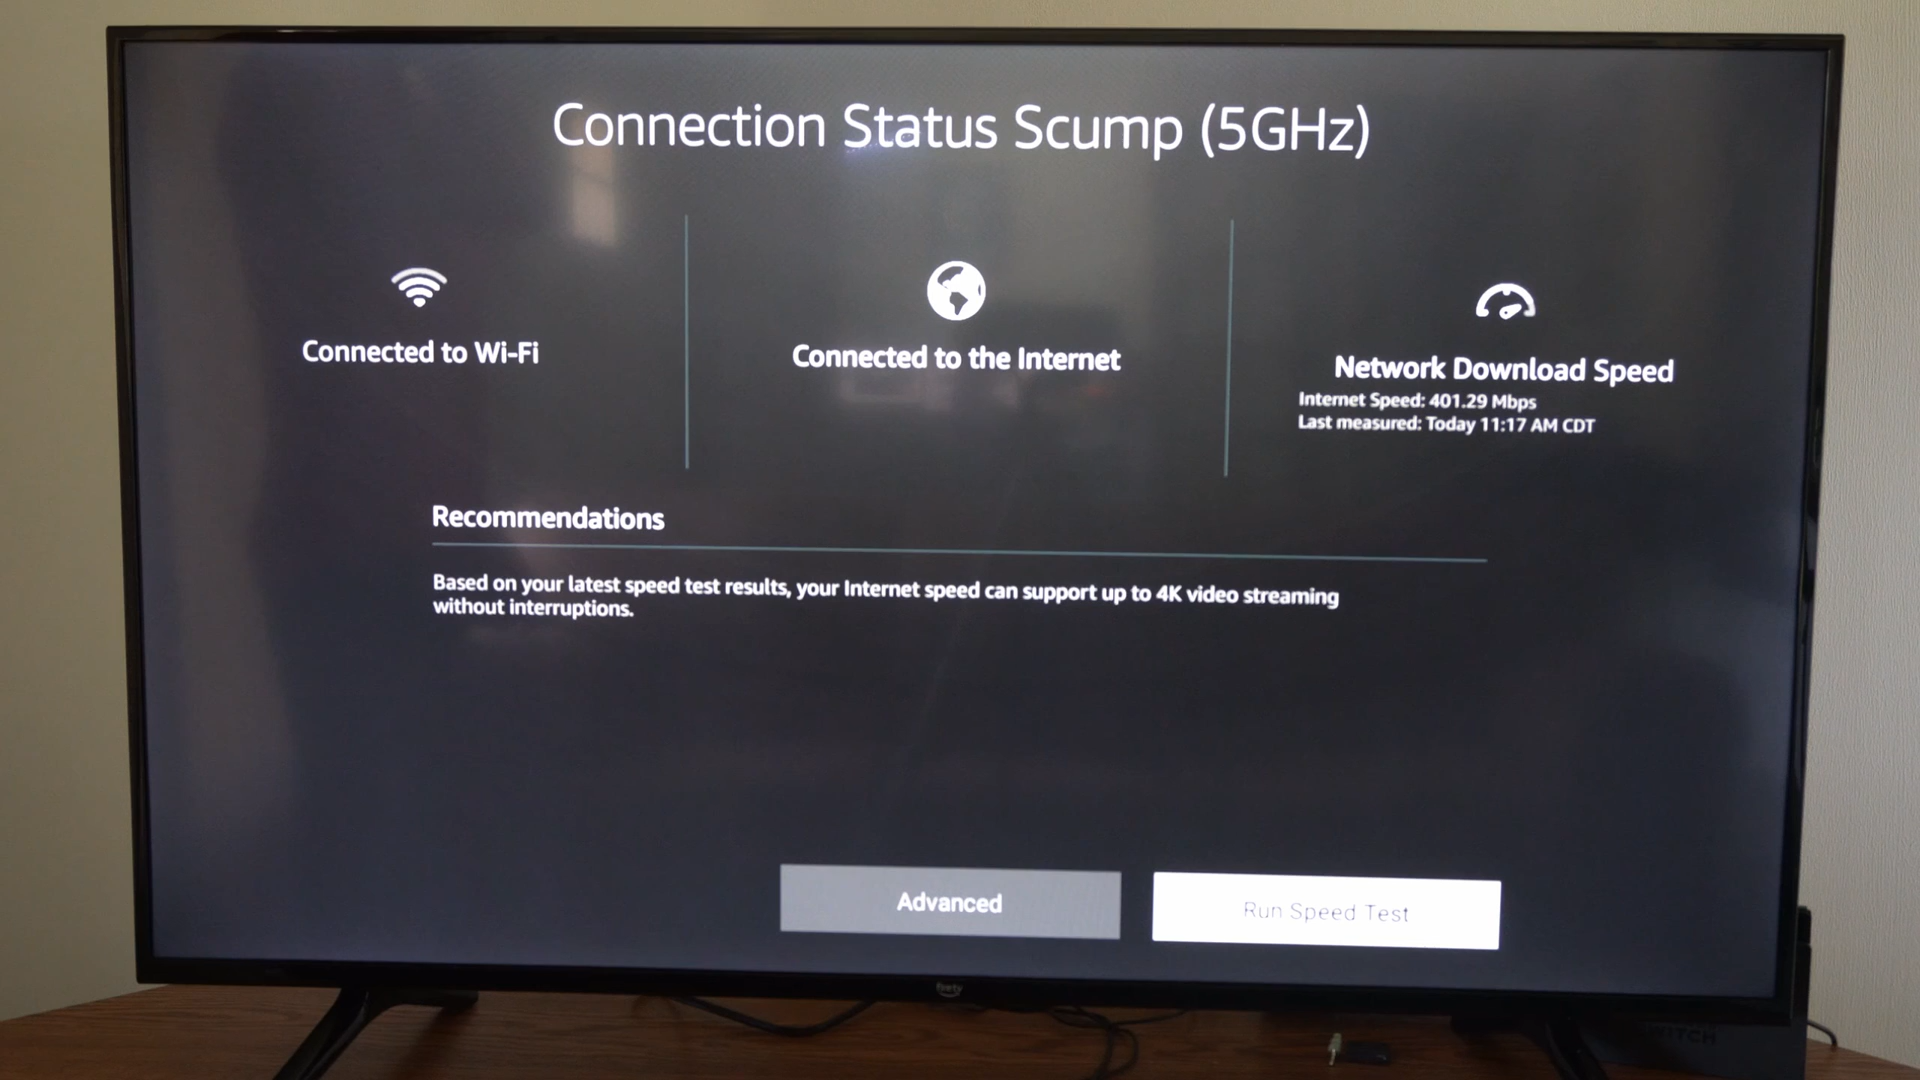 Connection Status Scump (5GHz)
Connected to Wi-Fi
Connected to the Internet
Network Download Speed
Internet Speed: 401.29 Mbps
Last measured: Today 11:17 AM CDT
Recommendations
Based on your latest speed test results, your Internet speed can support up to 4K video streaming
without interruptions.
Advanced
Run Speed Test
firetv